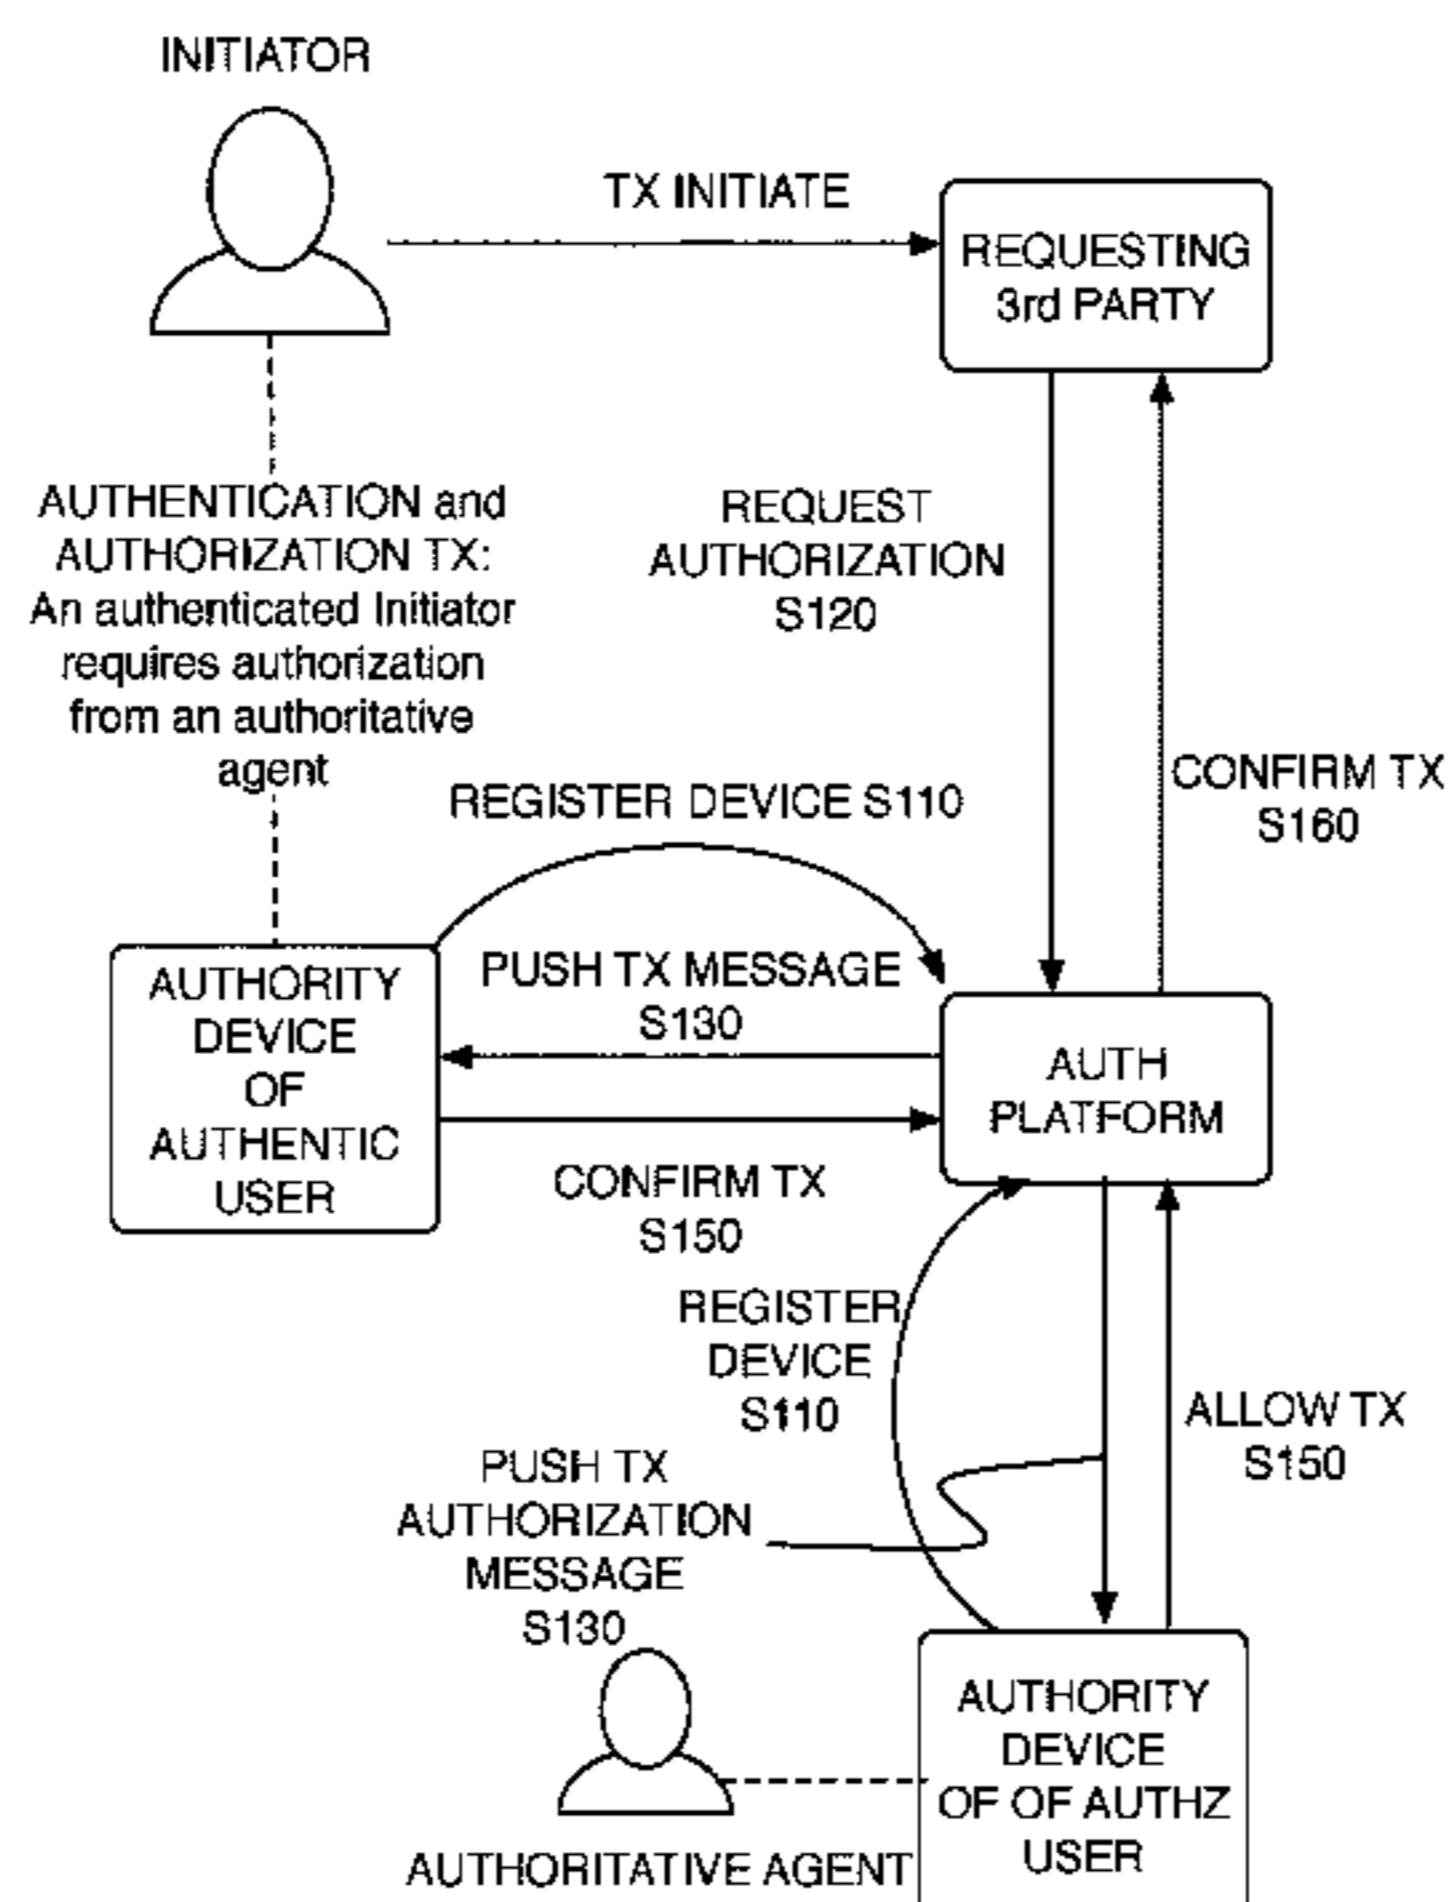 INITIATOR
TX INITIATE
REQUESTING
3rd PARTY
AUTHENTICATION and
AUTHORIZATION TX:
An authenticated Initiator
requires authorization
from an authoritative
agent
REQUEST
AUTHORIZATION
S120
CONFIRM TX
S160
REGISTER DEVICE S110
AUTHORITY
DEVICE
OF
AUTHENTIC
USER
PUSH TX MESSAGE
S130
AUTH
PLATFORM
CONFIRM TX
S150
REGISTER
DEVICE
S110
ALLOW TX
S150
PUSH TX
AUTHORIZATION
MESSAGE
S130
AUTHORITY
DEVICE
OF OF AUTHZ
USER
AUTHORITATIVE AGENT